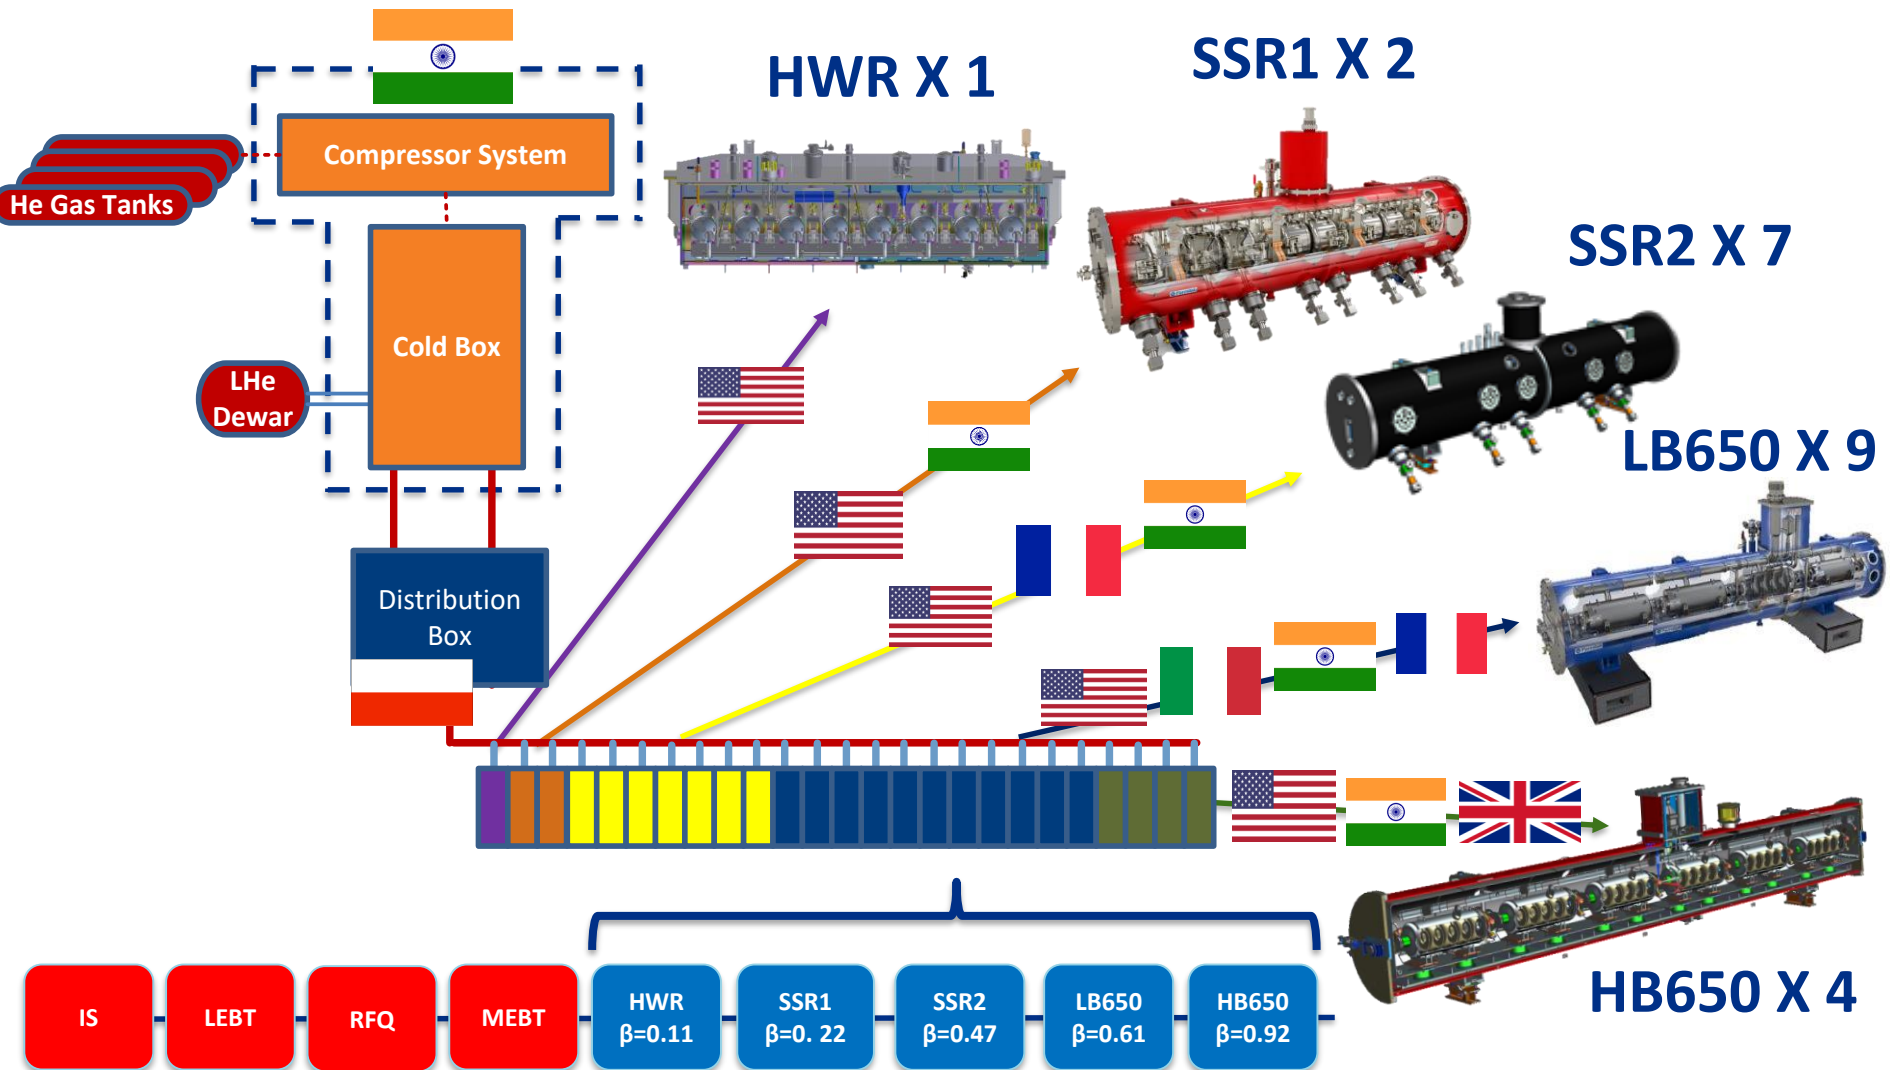 HWR X 1
SSR1 X 2
Compressor System
He Gas Tanks
SSR2 X 7
Cold Box
LHe
Dewar
LB650 X 9
Distribution
Box
HB650 X 4
IS
LEBT
RFQ
MEBT
HWR
β=0.11
SSR1
β=0. 22
SSR2
β=0.47
LB650
β=0.61
HB650
β=0.92